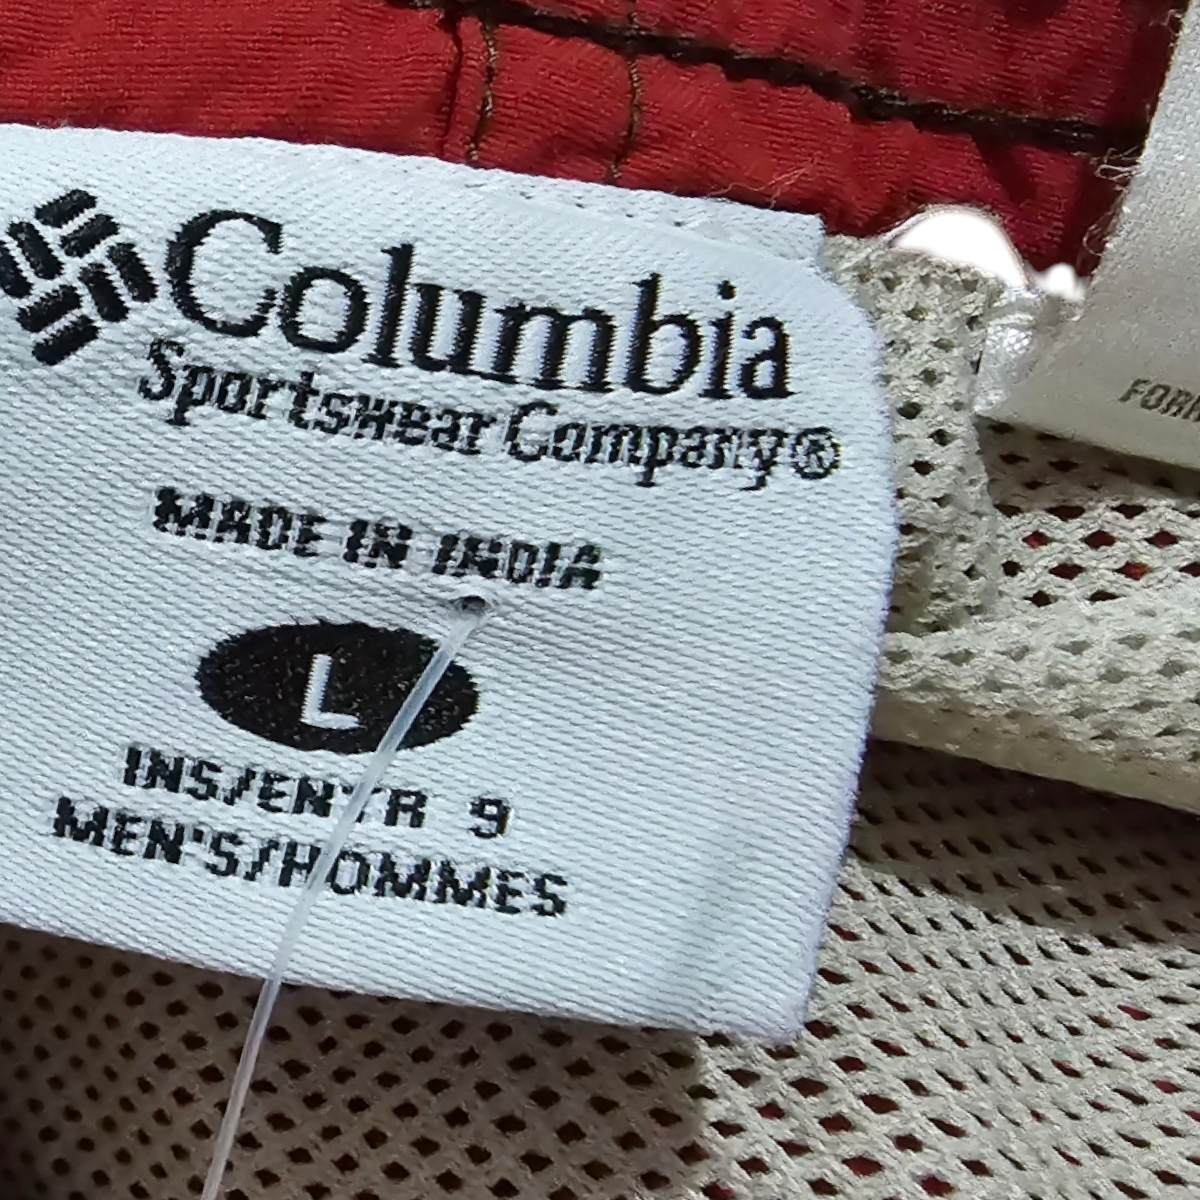 Columbia
Sportswear Company®
MADE IN INDIA
L
INS/ENTR 9
MEN'S/HOMMES